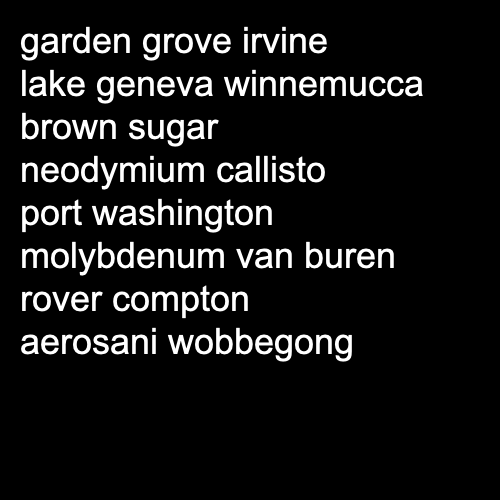 garden grove irvine
lake geneva winnemucca
brown sugar
neodymium callisto
port washington
molybdenum van buren
rover compton
aerosani wobbegong